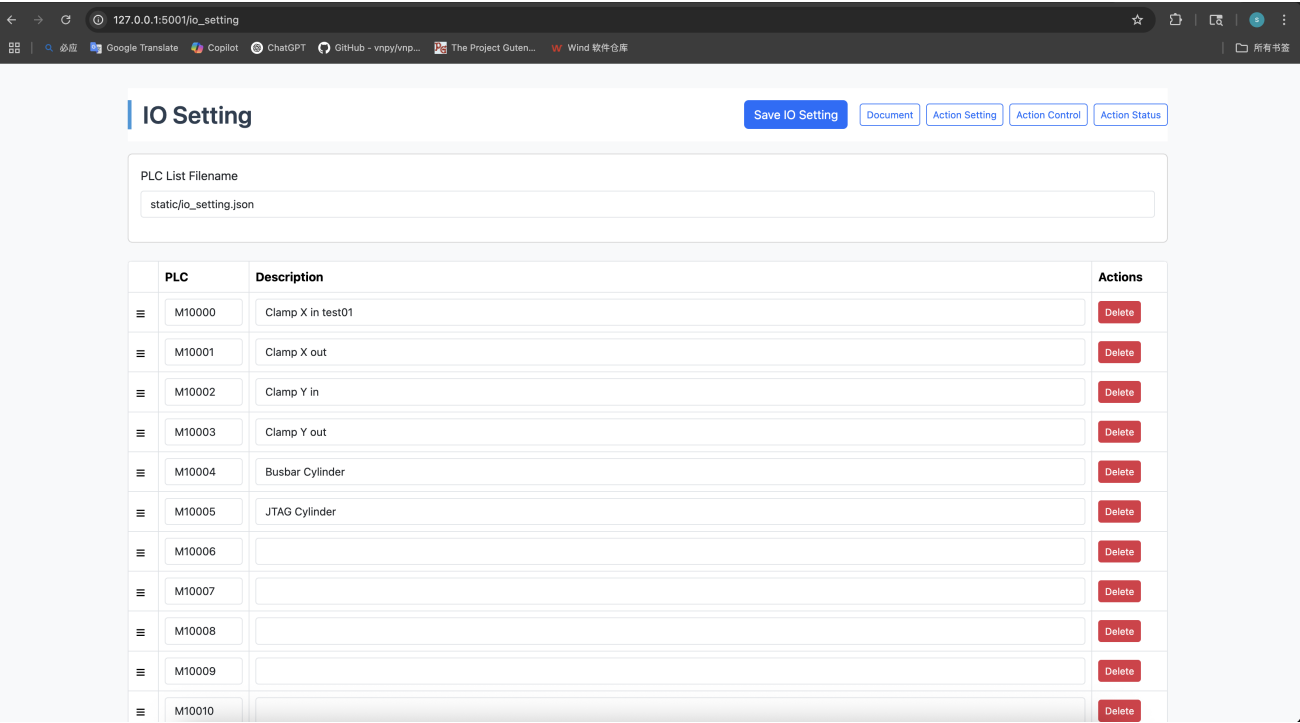 127.0.0.1:5001/io_setting
必应 Google Translate Copilot ChatGPT GitHub - vnpy/vnp... The Project Guten... Wind 软件仓库 所有书签
IO Setting Save IO Setting Document Action Setting Action Control Action Status
PLC List Filename
static/io_setting.json
PLC Description Actions
M10000 Clamp X in test01 Delete
M10001 Clamp X out Delete
M10002 Clamp Y in Delete
M10003 Clamp Y out Delete
M10004 Busbar Cylinder Delete
M10005 JTAG Cylinder Delete
M10006 Delete
M10007 Delete
M10008 Delete
M10009 Delete
M10010 Delete